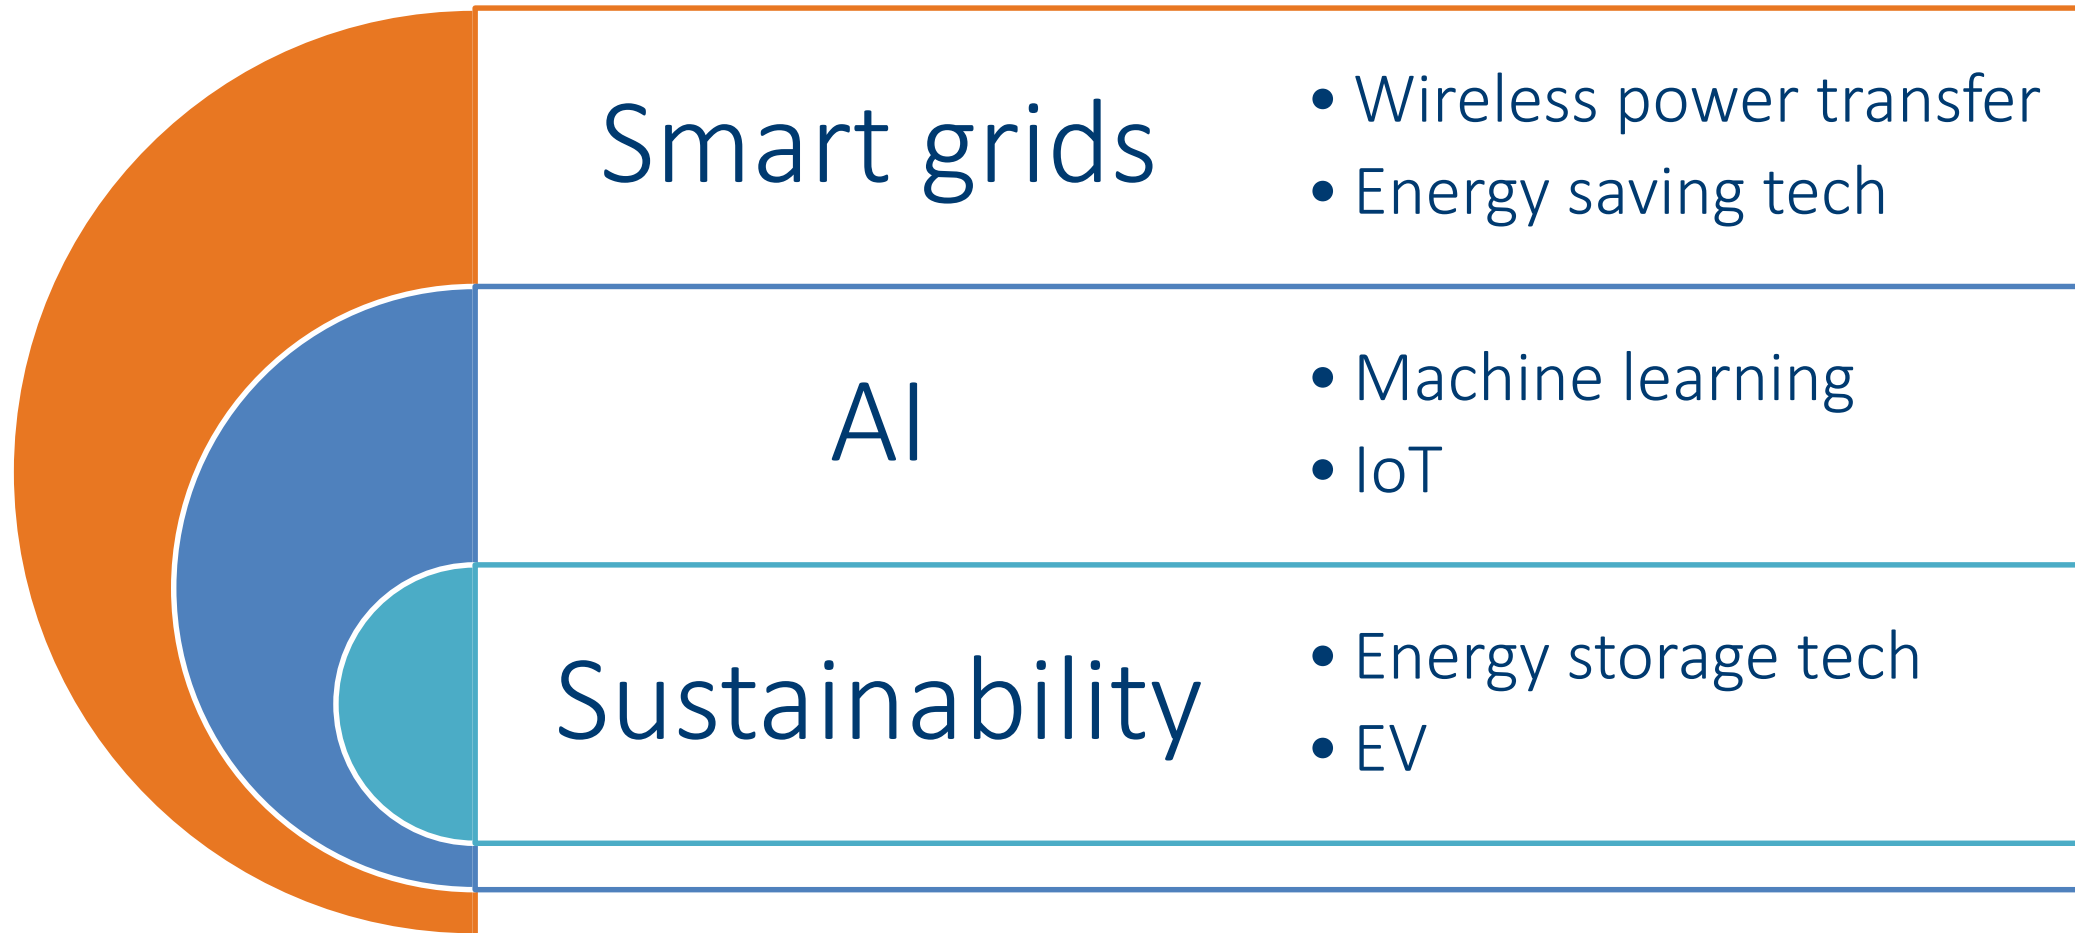 Smart grids
• Wireless power transfer
• Energy saving tech
AI
• Machine learning
• IoT
Sustainability
• Energy storage tech
• EV